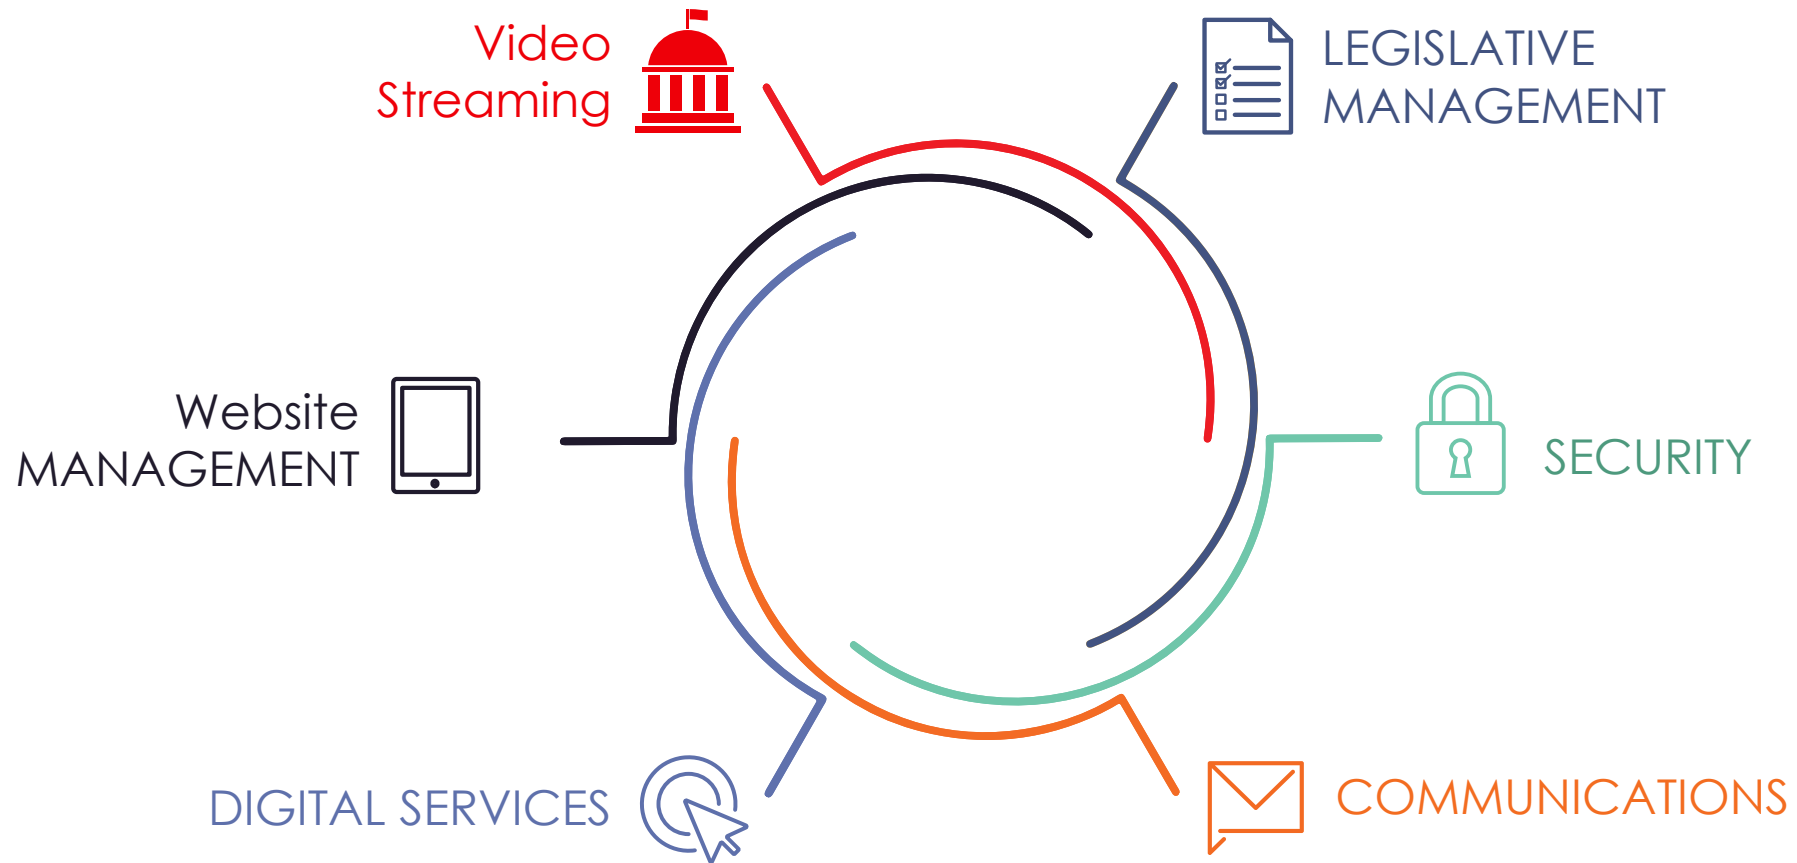 Video
Streaming
LEGISLATIVE
MANAGEMENT
Website
MANAGEMENT
SECURITY
DIGITAL SERVICES
COMMUNICATIONS